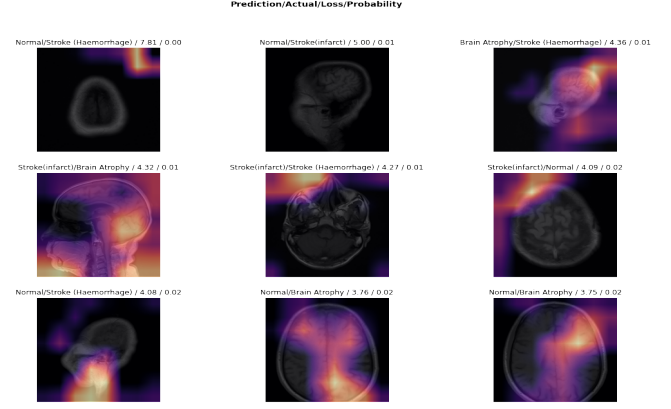 Prediction/Actual/Loss/Probability
Normal/Stroke (Haemorrhage) / 7.81 / 0.00
Normal/Stroke(infarct) / 5.00 / 0.01
Brain Atrophy/Stroke (Haemorrhage) / 4.36 / 0.01
Stroke(infarct)/Brain Atrophy / 4.32 / 0.01
Stroke(infarct)/Stroke (Haemorrhage) / 4.27 / 0.01
Stroke(infarct)/Normal / 4.09 / 0.02
Normal/Stroke (Haemorrhage) / 4.08 / 0.02
Normal/Brain Atrophy / 3.76 / 0.02
Normal/Brain Atrophy / 3.75 / 0.02